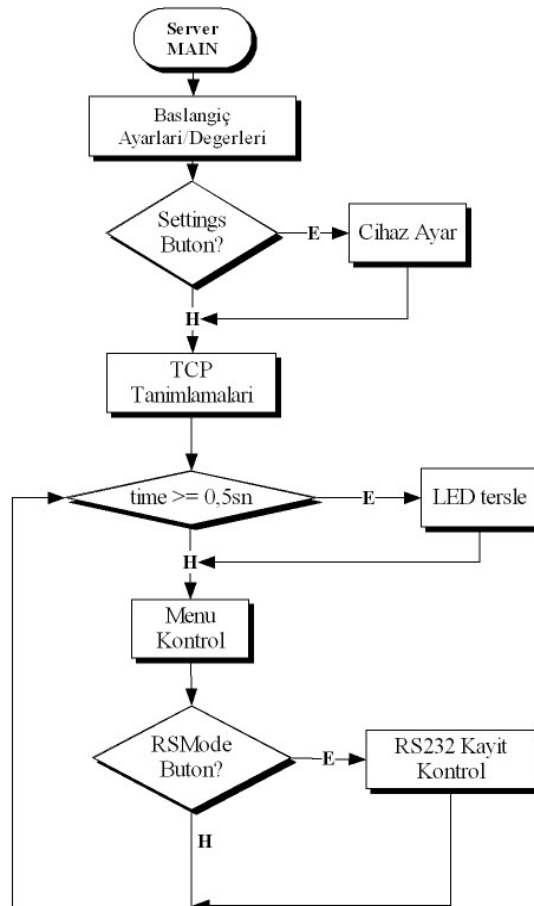 Server
MAIN
Baslangiç
Ayarlari/Degerleri
Settings
Buton?
E
Cihaz Ayar
H
TCP
Tanimlamalari
time >= 0,5sn
E
LED tersle
H
Menu
Kontrol
RSMode
Buton?
E
RS232 Kayit
Kontrol
H